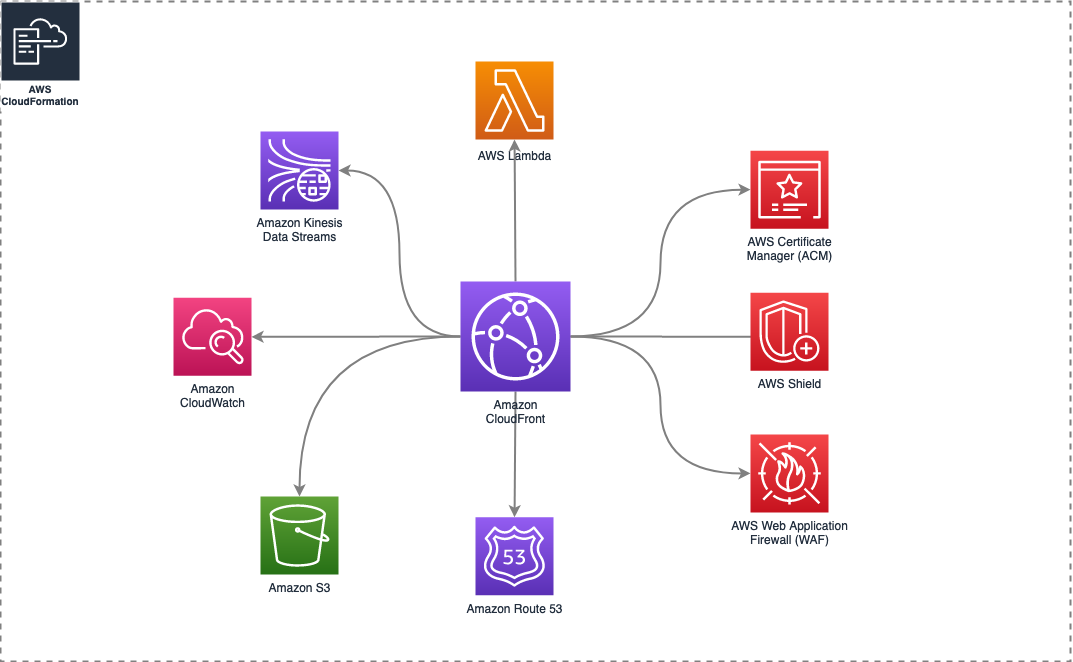 AWS
CloudFormation
AWS Lambda
Amazon Kinesis
Data Streams
AWS Certificate
Manager (ACM)
Amazon
CloudWatch
Amazon
CloudFront
AWS Shield
Amazon S3
53
Amazon Route 53
AWS Web Application
Firewall (WAF)